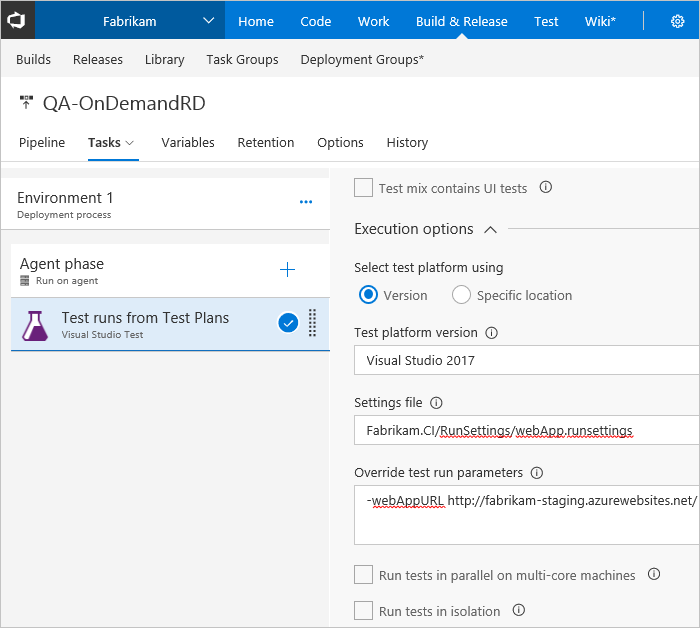 Fabrikam Home Code Work Build & Release Test Wiki*
Builds Releases Library Task Groups Deployment Groups*
QA-OnDemandRD
Pipeline Tasks Variables Retention Options History
Environment 1
Deployment process
Agent phase
Run on agent
Test runs from Test Plans
Visual Studio Test
Test mix contains UI tests
Execution options
Select test platform using
Version Specific location
Test platform version
Visual Studio 2017
Settings file
Fabrikam.CI/RunSettings/webApp.runsettings
Override test run parameters
-webAppURL http://fabrikam-staging.azurewebsites.net/
Run tests in parallel on multi-core machines
Run tests in isolation